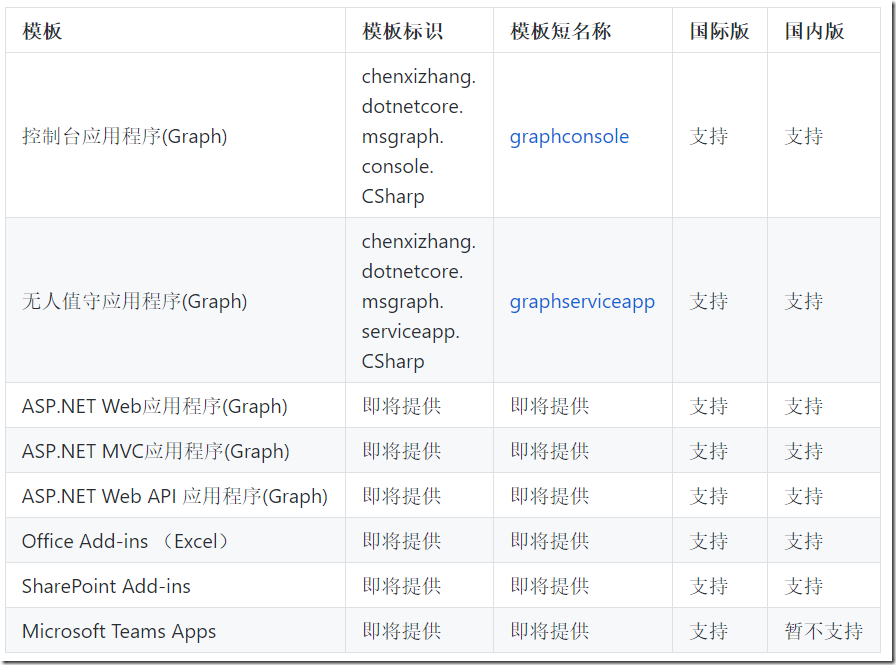 模板 模板标识 模板短名称 国际版 国内版
控制台应用程序(Graph) chenxizhang.
dotnetcore.
msgraph.
console.
CSharp graphconsole 支持 支持
无人值守应用程序(Graph) chenxizhang.
dotnetcore.
msgraph.
serviceapp.
CSharp graphserviceapp 支持 支持
ASP.NET Web应用程序(Graph) 即将提供 即将提供 支持 支持
ASP.NET MVC应用程序(Graph) 即将提供 即将提供 支持 支持
ASP.NET Web API 应用程序(Graph) 即将提供 即将提供 支持 支持
Office Add-ins （Excel） 即将提供 即将提供 支持 支持
SharePoint Add-ins 即将提供 即将提供 支持 支持
Microsoft Teams Apps 即将提供 即将提供 支持 暂不支持